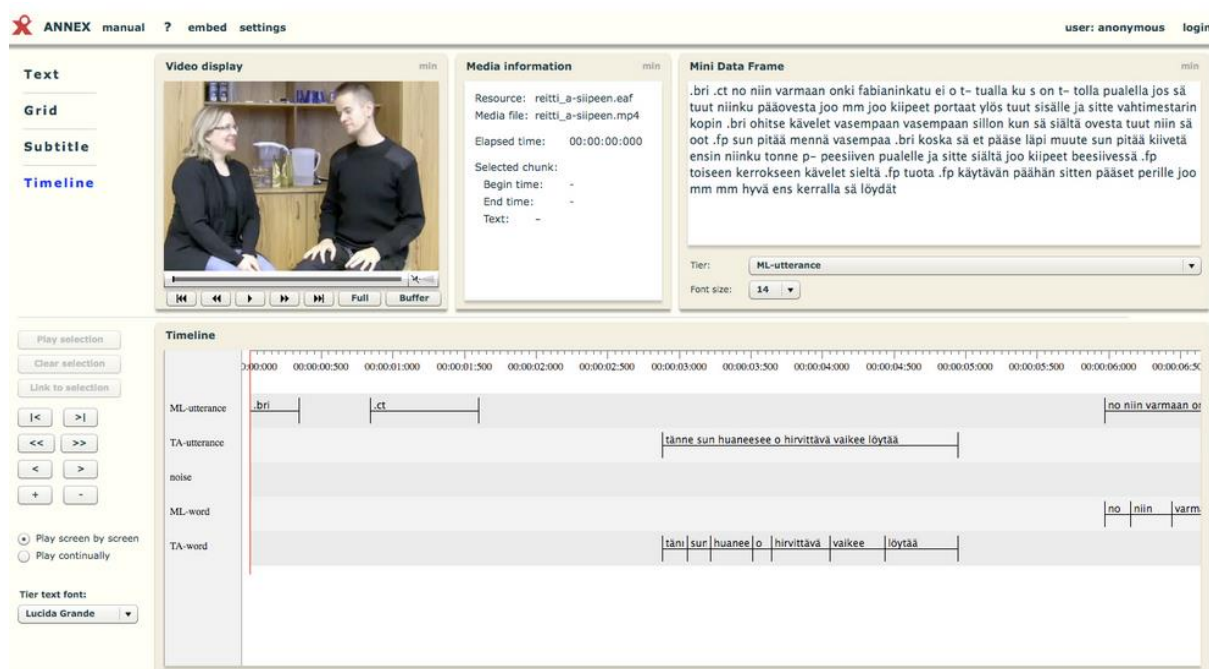 ANNEX manual ? embed settings
user: anonymous login
Text
Grid
Subtitle
Timeline
Video display min
Full Buffer
Media information min
Resource: reitti_a-siipeen.eaf
Media file: reitti_a-siipeen.mp4
Elapsed time: 00:00:00:000
Selected chunk:
Begin time: -
End time: -
Text: -
Mini Data Frame min
.bri .ct no niin varmaan onki fabianinkatu ei o t- tualla ku s on t- tolla pualella jos sä
tuut niinku pääovesta joo mm joo kiipeet portaat ylös tuut sisälle ja sitte vahtimestarin
kopin .bri ohitse kävelet vasempaan vasempaan sillon kun sä siältä ovesta tuut niin sä
oot .fp sun pitää mennä vasempaa .bri koska sä et pääse läpi muute sun pitää kiivetä
ensin niinku tonne p- peesiiven pualelle ja sitte siältä joo kiipeet beesiivessä .fp
toiseen kerrokseen kävelet sieltä .fp tuota .fp käytävän päähän sitten pääset perille joo
mm mm hyvä ens kerralla sä löydät
Tier: ML-utterance
Font size: 14
Play selection
Clear selection
Link to selection
|< >|
<< >>
< >
+ -
Play screen by screen
Play continually
Tier text font:
Lucida Grande
Timeline
0:00:000 00:00:00:500 00:00:01:000 00:00:01:500 00:00:02:000 00:00:02:500 00:00:03:000 00:00:03:500 00:00:04:000 00:00:04:500 00:00:05:000 00:00:05:500 00:00:06:000 00:00:06:50
ML-utterance .bri .ct no niin varmaan on
TA-utterance tänne sun huaneesee o hirvittävä vaikee löytää
noise
ML-word no niin varm
TA-word täni sur huanee o hirvittävä vaikee löytää